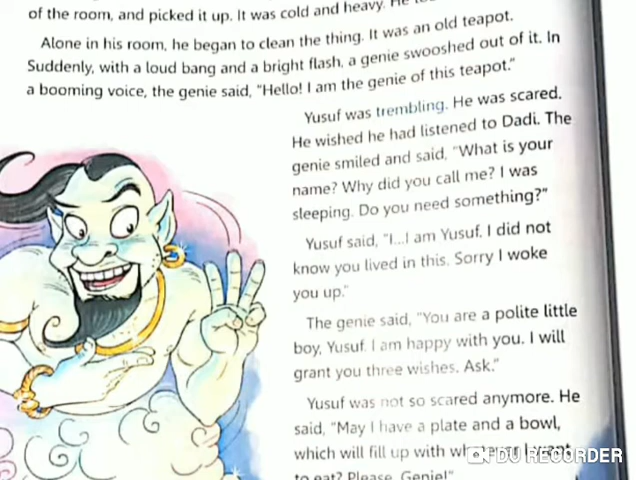 of the room, and picked it up. It was cold and heavy. He
Alone in his room, he began to clean the thing. It was an old teapot.
Suddenly, with a loud bang and a bright flash, a genie swooshed out of it. In
a booming voice, the genie said, "Hello! I am the genie of this teapot."
Yusuf was trembling. He was scared.
He wished he had listened to Dadi. The
genie smiled and said, "What is your
name? Why did you call me? I was
sleeping. Do you need something?"
Yusuf said, "I...I am Yusuf. I did not
know you lived in this. Sorry I woke
you up."
The genie said, "You are a polite little
boy, Yusuf. I am happy with you. I will
grant you three wishes. Ask."
Yusuf was not so scared anymore. He
said, "May I have a plate and a bowl,
which will fill up with whatever I want
to eat? Please, Genie!"
DU RECORDER